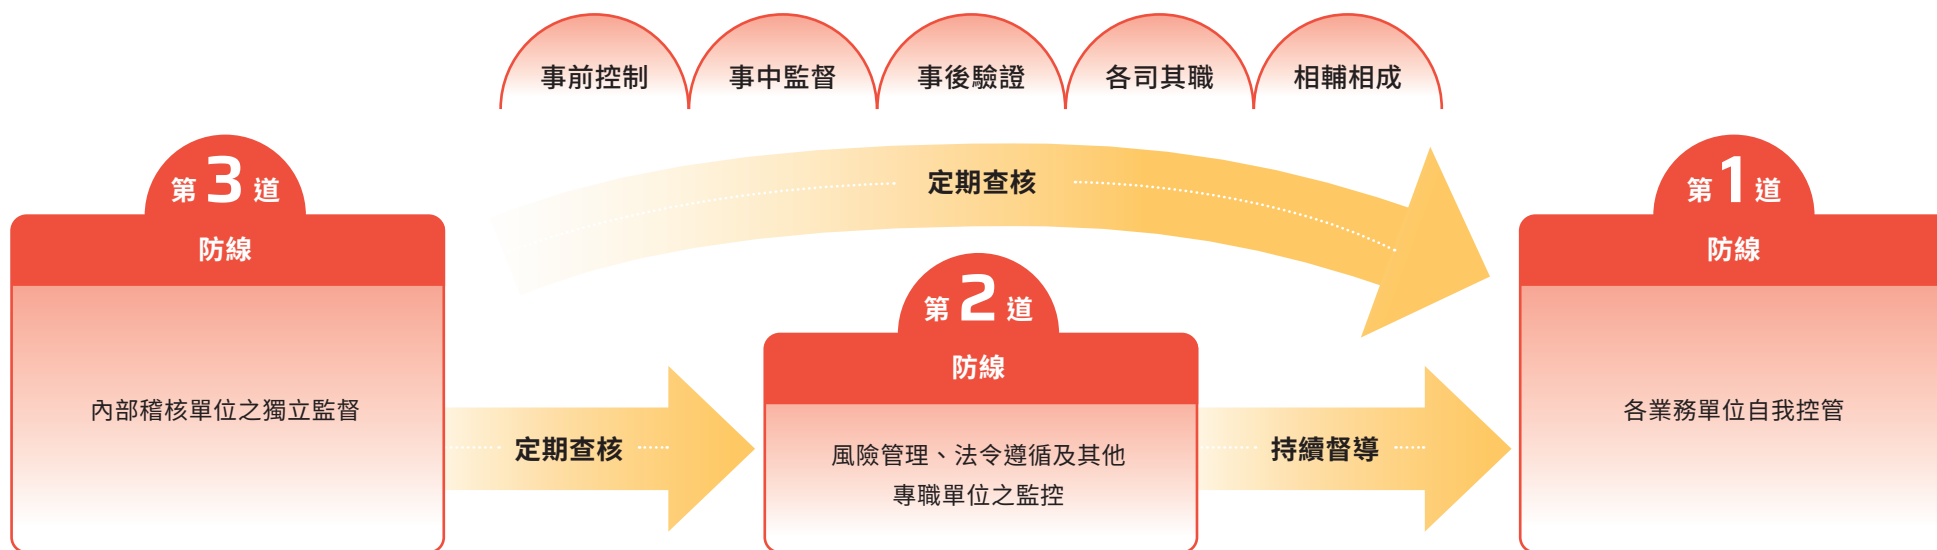 事前控制
事中監督
事後驗證
各司其職
相輔相成
第3道
防線
內部稽核單位之獨立監督
定期查核
定期查核
第2道
防線
風險管理、法令遵循及其他
專職單位之監控
持續督導
第1道
防線
各業務單位自我控管